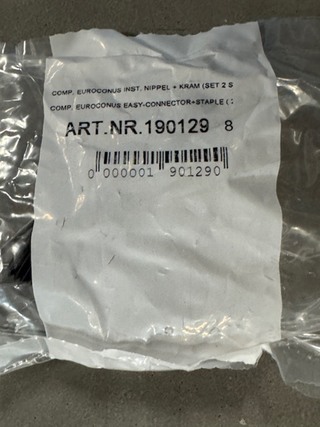 COMP. EUROCONUS INST. NIPPEL + KRAM (SET 2 S
COMP. EUROCONUS EASY-CONNECTOR+STAPLE (
ART.NR.190129 8
0 000001 901290